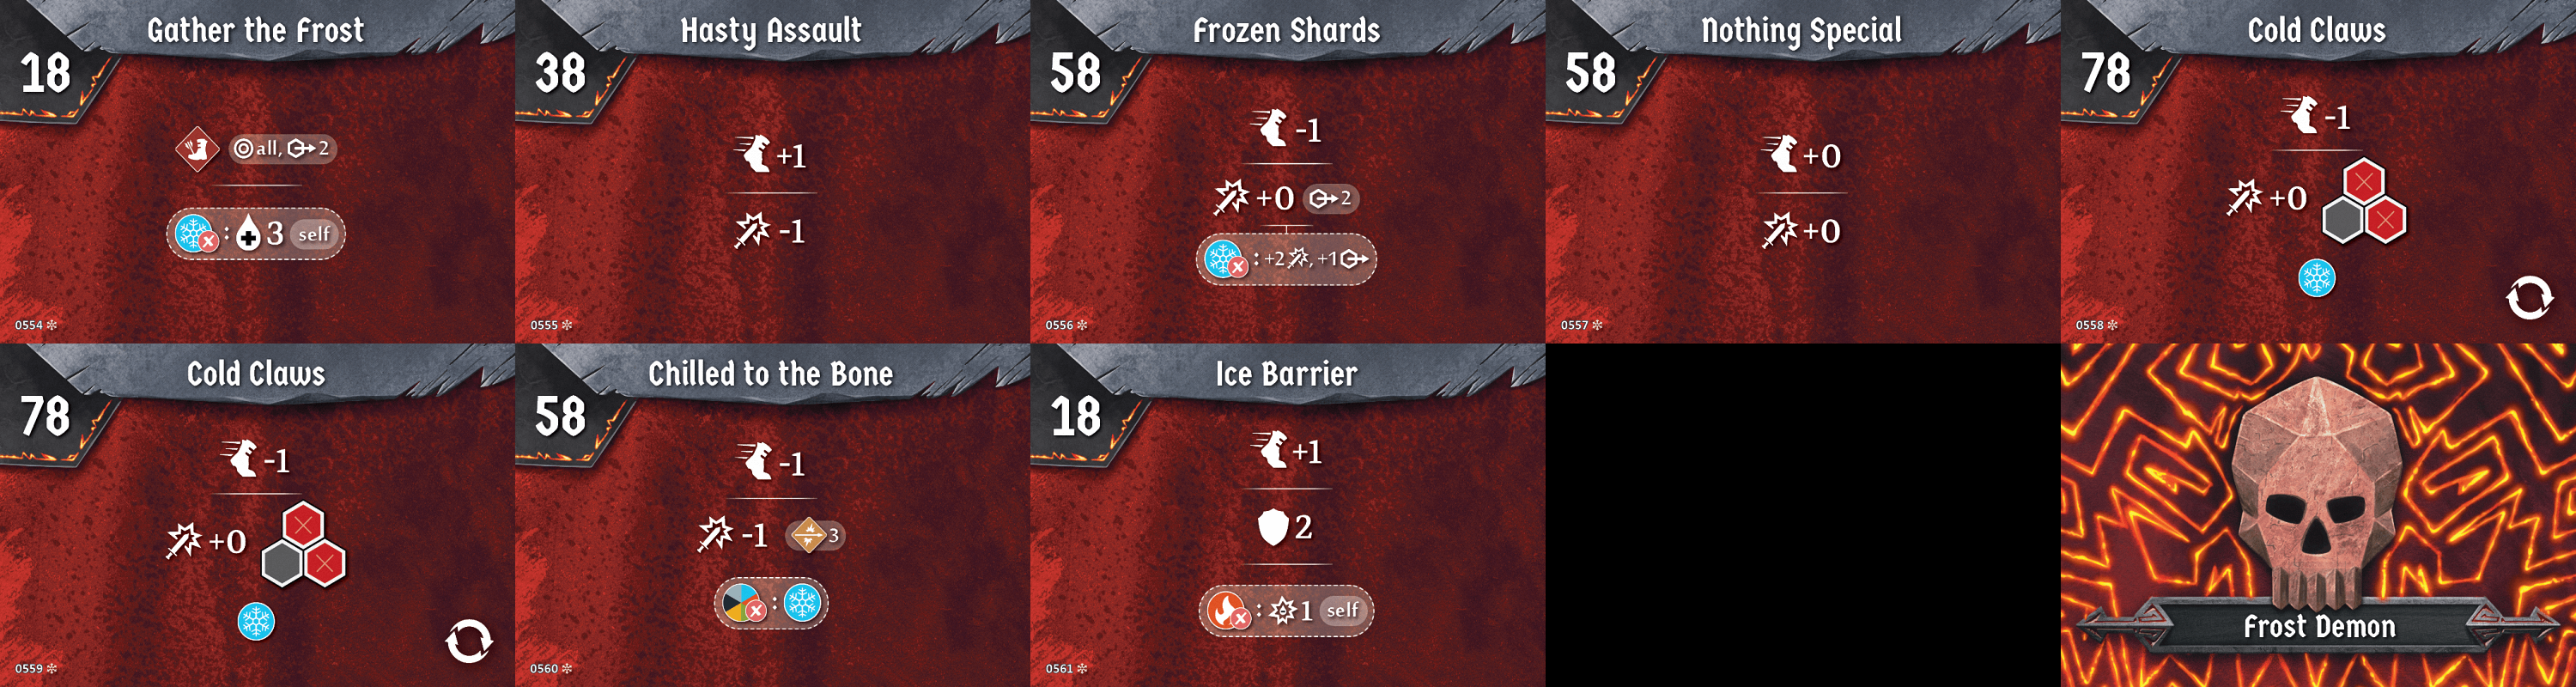 Gather the Frost
18
all, 2
: 3 self
0554
Hasty Assault
38
+1
-1
0555
Frozen Shards
58
-1
+0 2
: +2 , +1
0556
Nothing Special
58
+0
+0
0557
Cold Claws
78
-1
+0
0558
Cold Claws
78
-1
+0
0559
Chilled to the Bone
58
-1
-1 3
:
0560
Ice Barrier
18
+1
2
: 1 self
0561
Frost Demon